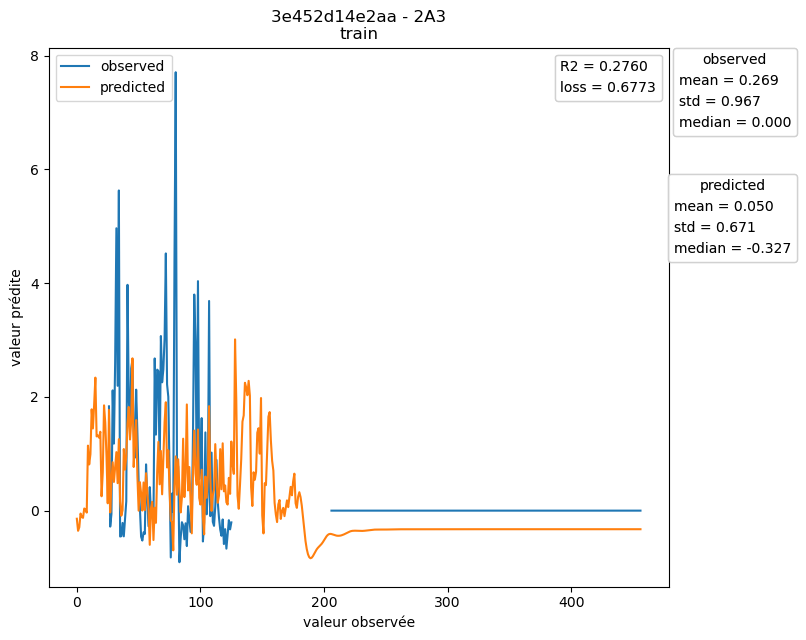 3e452d14e2aa - 2A3
train
observed
predicted
R2 = 0.2760
loss = 0.6773
observed
mean = 0.269
std = 0.967
median = 0.000
predicted
mean = 0.050
std = 0.671
median = -0.327
valeur prédite
8
6
4
2
0
0
100
200
300
400
valeur observée